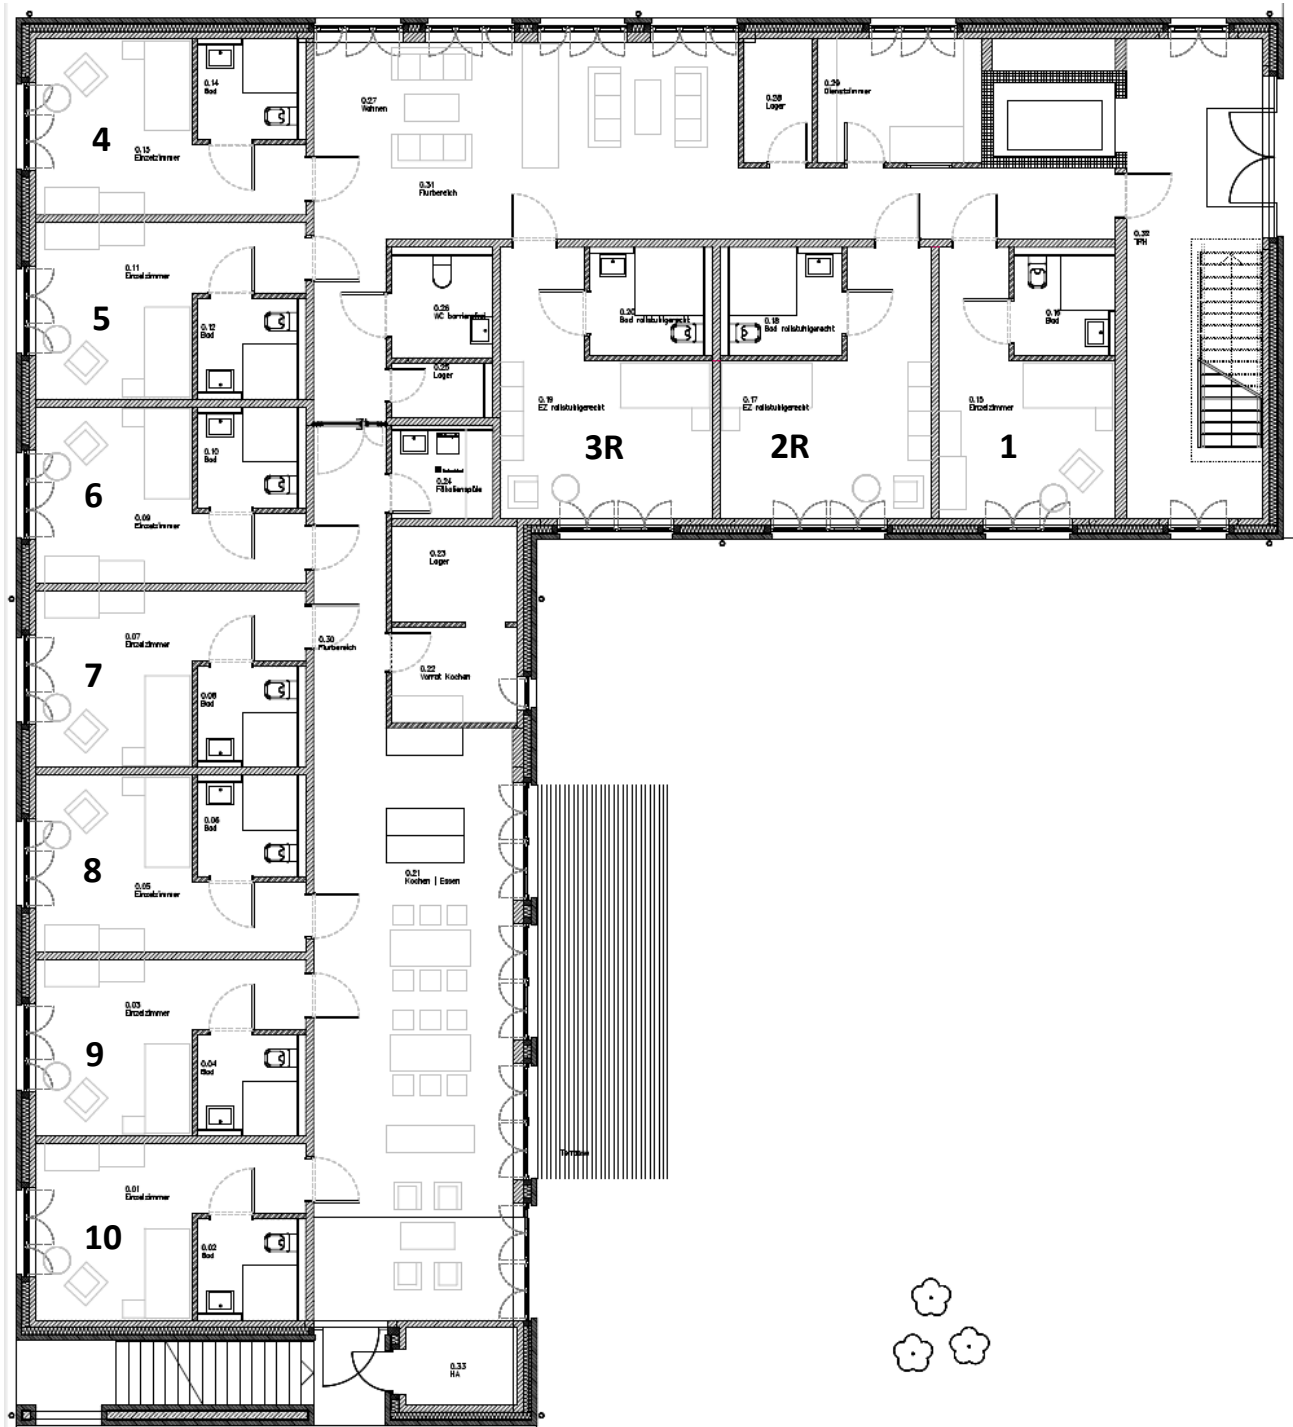 0.14
Bad
0.27
Wohnen
0.28
Lager
0.29
Dienstzimmer
4
0.13
Einzelzimmer
0.31
Flurbereich
0.32
TRH
0.11
Einzelzimmer
5
0.12
Bad
0.26
WC barrierefrei
0.20
Bad rollstuhlgerecht
0.18
Bad rollstuhlgerecht
0.16
Bad
0.25
Lager
0.19
EZ rollstuhlgerecht
0.17
EZ rollstuhlgerecht
0.15
Einzelzimmer
3R
2R
1
0.10
Bad
6
0.09
Einzelzimmer
0.24
Fäkalienspüle
0.23
Lager
0.07
Einzelzimmer
0.30
Flurbereich
7
0.08
Bad
0.22
Vorrat Kochen
0.06
Bad
8
0.05
Einzelzimmer
0.21
Kochen | Essen
0.03
Einzelzimmer
9
0.04
Bad
Terrasse
0.01
Einzelzimmer
10
0.02
Bad
0.33
HA